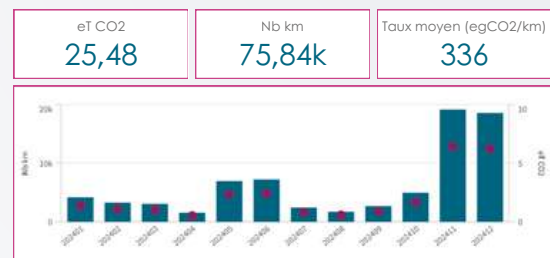 eT CO2
25,48
Nb km
75,84k
Taux moyen (egCO2/km)
336
20k
10k
0
Nb km
10
5
0
eT CO2
202401
202402
202403
202404
202405
202406
202407
202408
202409
202410
202411
202412